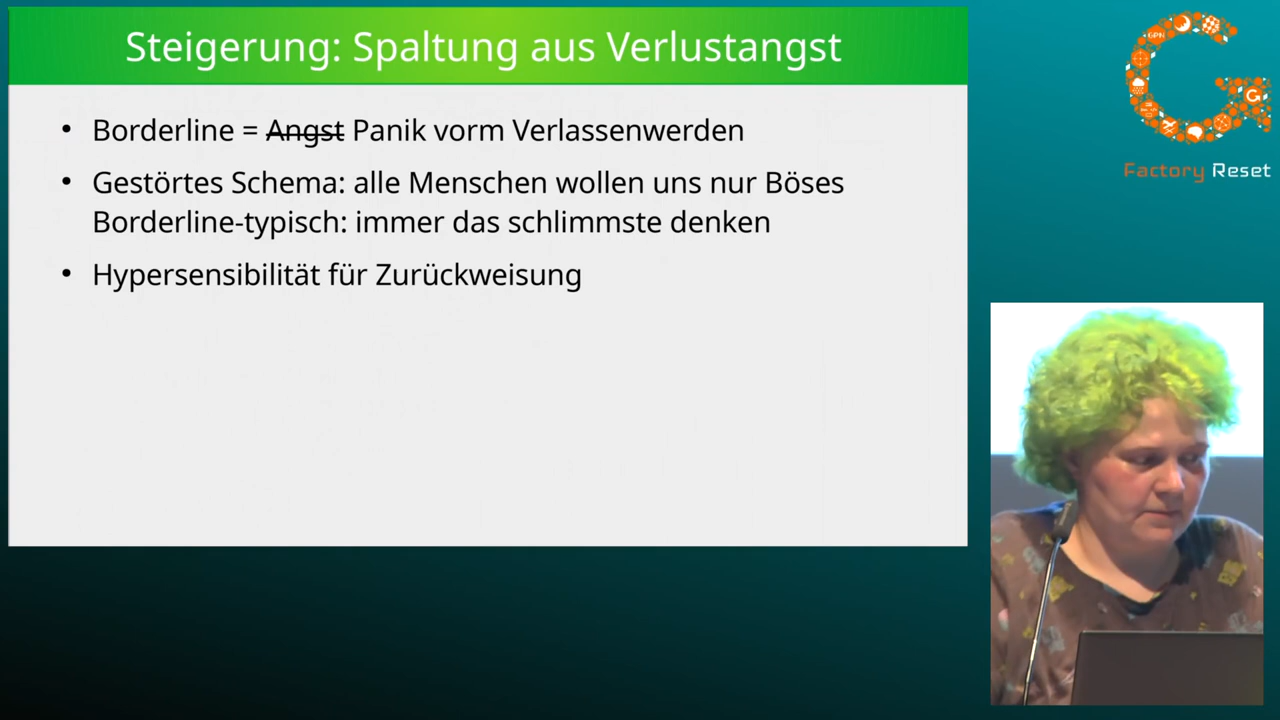 Steigerung: Spaltung aus Verlustangst
Borderline = Angst Panik vorm Verlassenwerden
Gestörtes Schema: alle Menschen wollen uns nur Böses
Borderline-typisch: immer das schlimmste denken
Hypersensibilität für Zurückweisung
GPN
G
Factory Reset